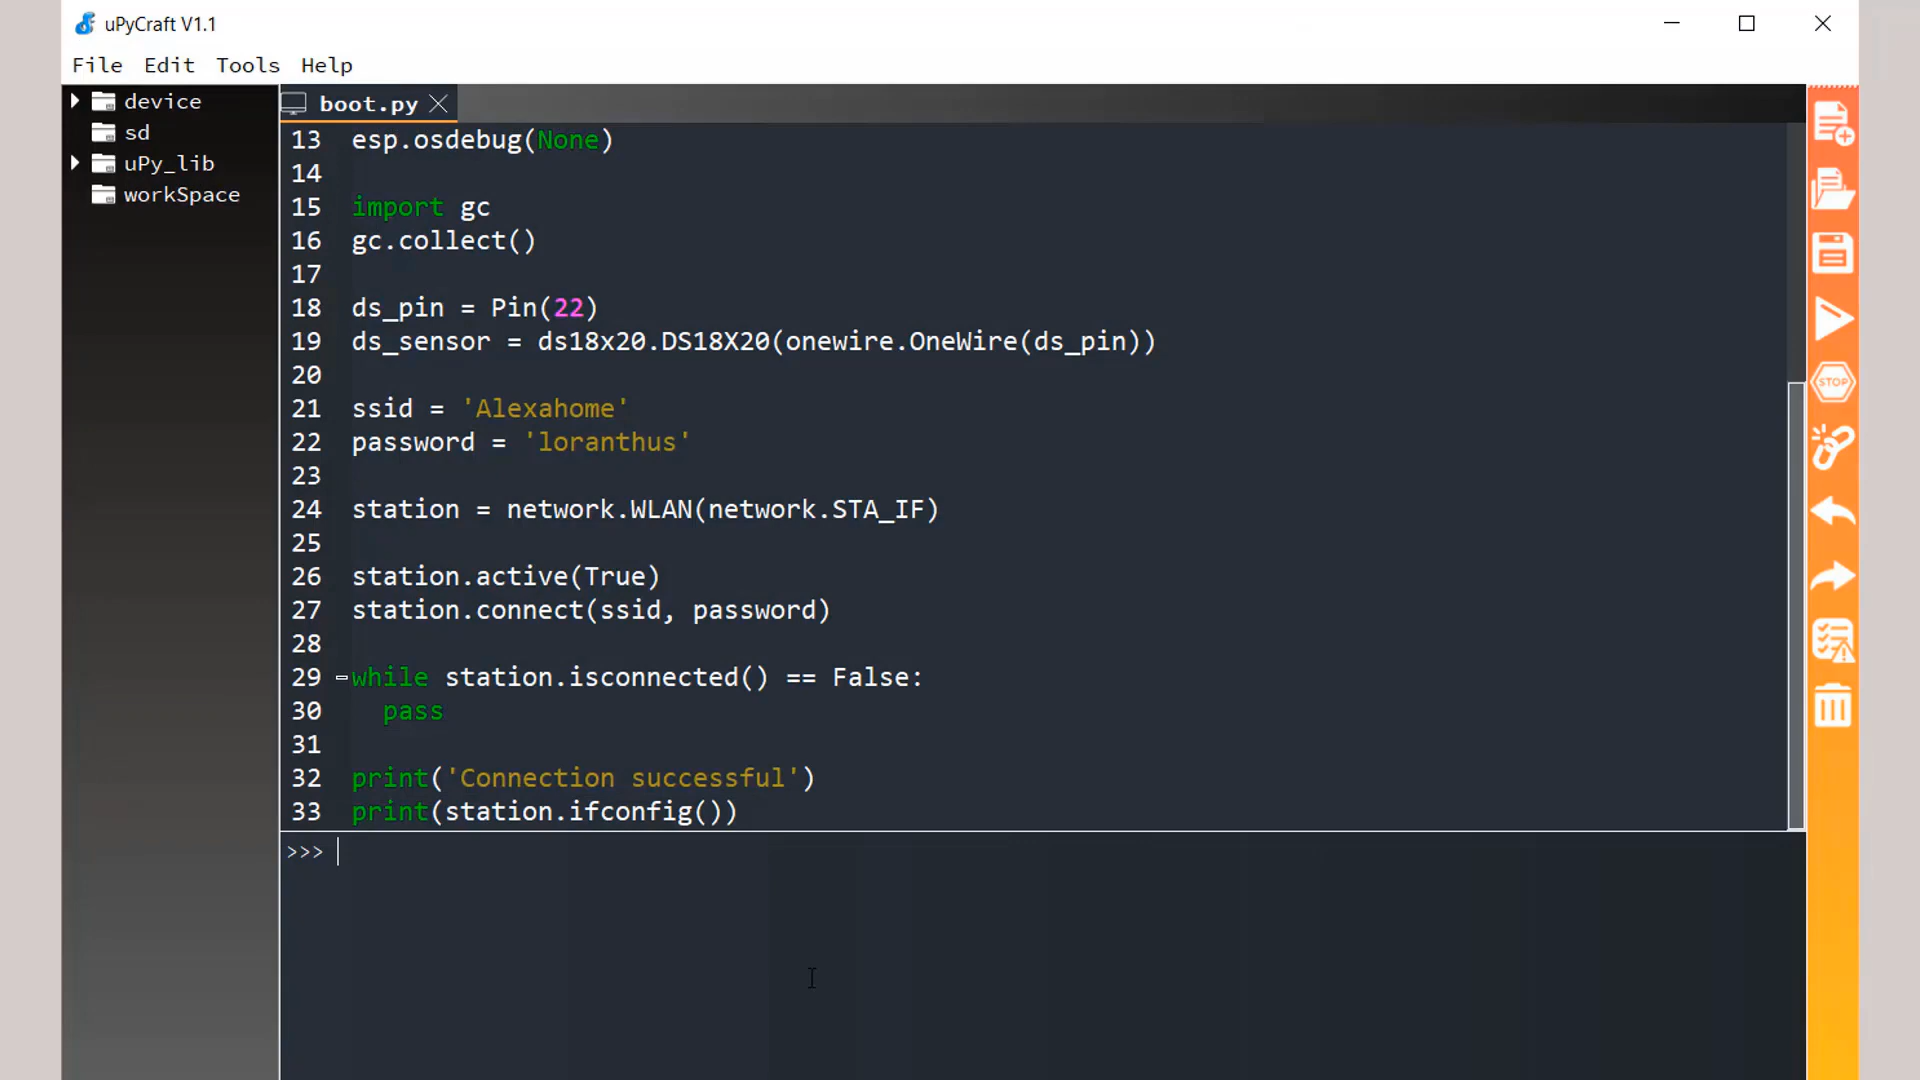 uPyCraft V1.1
File Edit Tools Help
device
sd
uPy_lib
workSpace
boot.py
13 esp.osdebug(None)
14
15 import gc
16 gc.collect()
17
18 ds_pin = Pin(22)
19 ds_sensor = ds18x20.DS18X20(onewire.OneWire(ds_pin))
20
21 ssid = 'Alexahome'
22 password = 'loranthus'
23
24 station = network.WLAN(network.STA_IF)
25
26 station.active(True)
27 station.connect(ssid, password)
28
29 while station.isconnected() == False:
30   pass
31
32 print('Connection successful')
33 print(station.ifconfig())
>>>
STOP